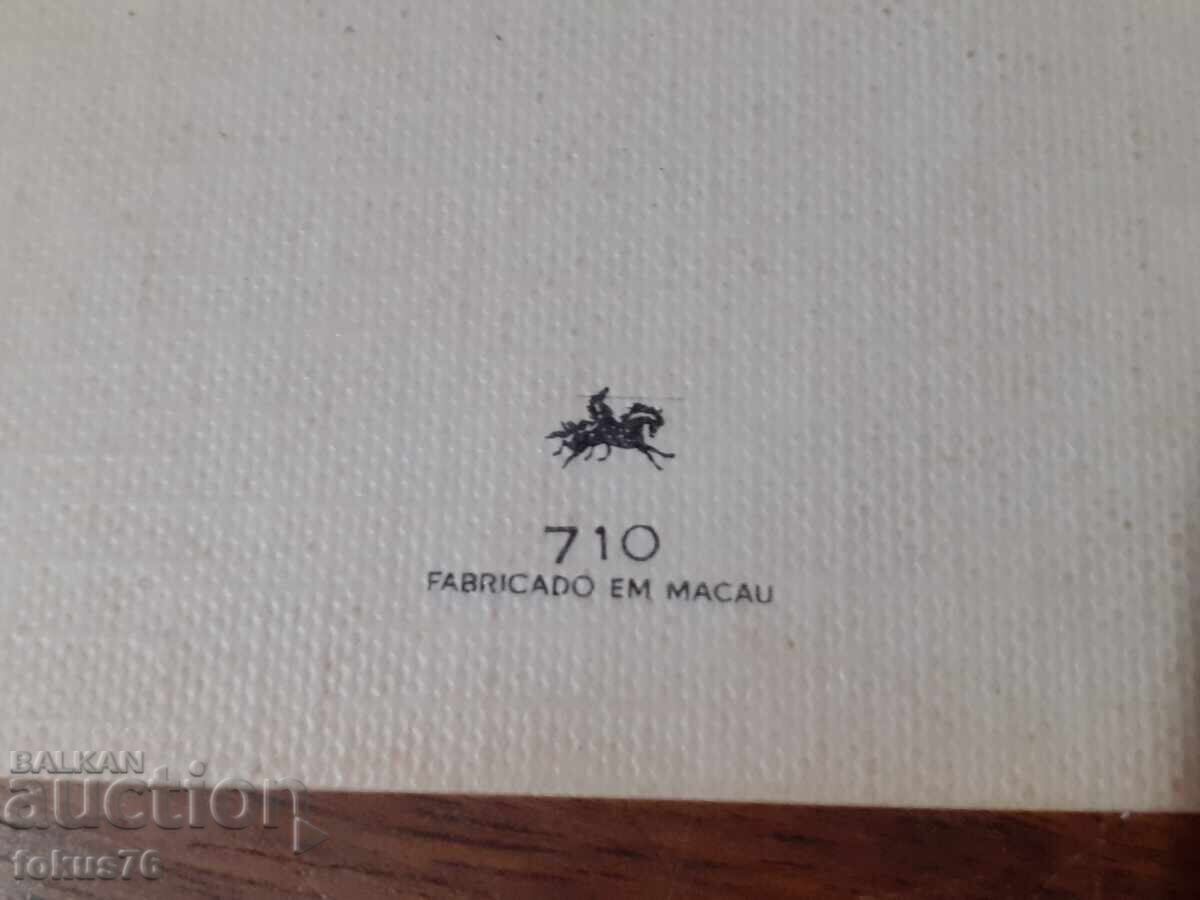 710
FABRICADO EM MACAU
BALKAN
auction
fokus76